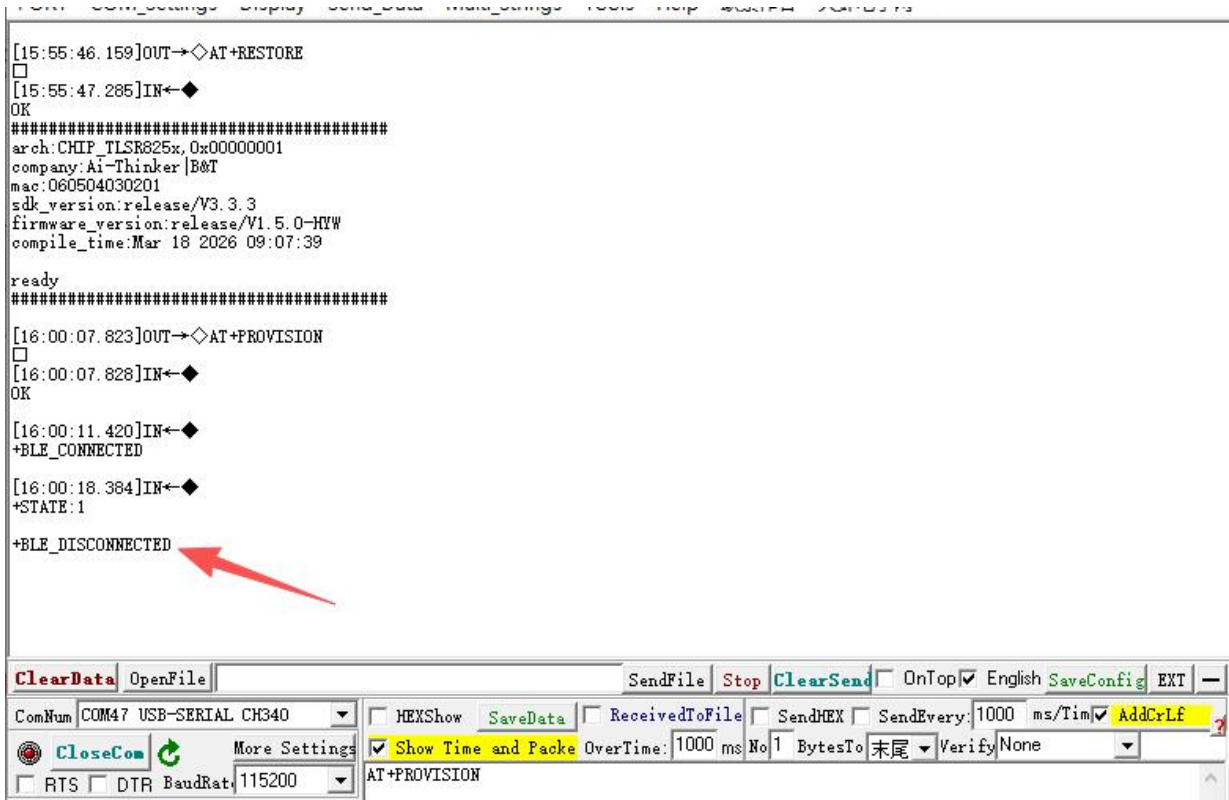 [15:55:46.159]OUT→◇AT+RESTORE
□
[15:55:47.285]IN←◆
OK
########################################
arch:CHIP_TLSR825x,0x00000001
company:Ai-Thinker|B&T
mac:060504030201
sdk_version:release/V3.3.3
firmware_version:release/V1.5.0-HYW
compile_time:Mar 18 2026 09:07:39
ready
########################################
[16:00:07.823]OUT→◇AT+PROVISION
□
[16:00:07.828]IN←◆
OK
[16:00:11.420]IN←◆
+BLE_CONNECTED
[16:00:18.384]IN←◆
+STATE:1
+BLE_DISCONNECTED
ClearData OpenFile SendFile Stop ClearSend OnTop English SaveConfig EXT —
ComNum COM47 USB-SERIAL CH340 HEXShow SaveData ReceivedToFile SendHEX SendEvery: 1000 ms/Tim AddCrLf ?
CloseCom More Settings Show Time and Packe OverTime: 1000 ms No 1 BytesTo 末尾 Verify None
RTS DTR BaudRat 115200 AT+PROVISION